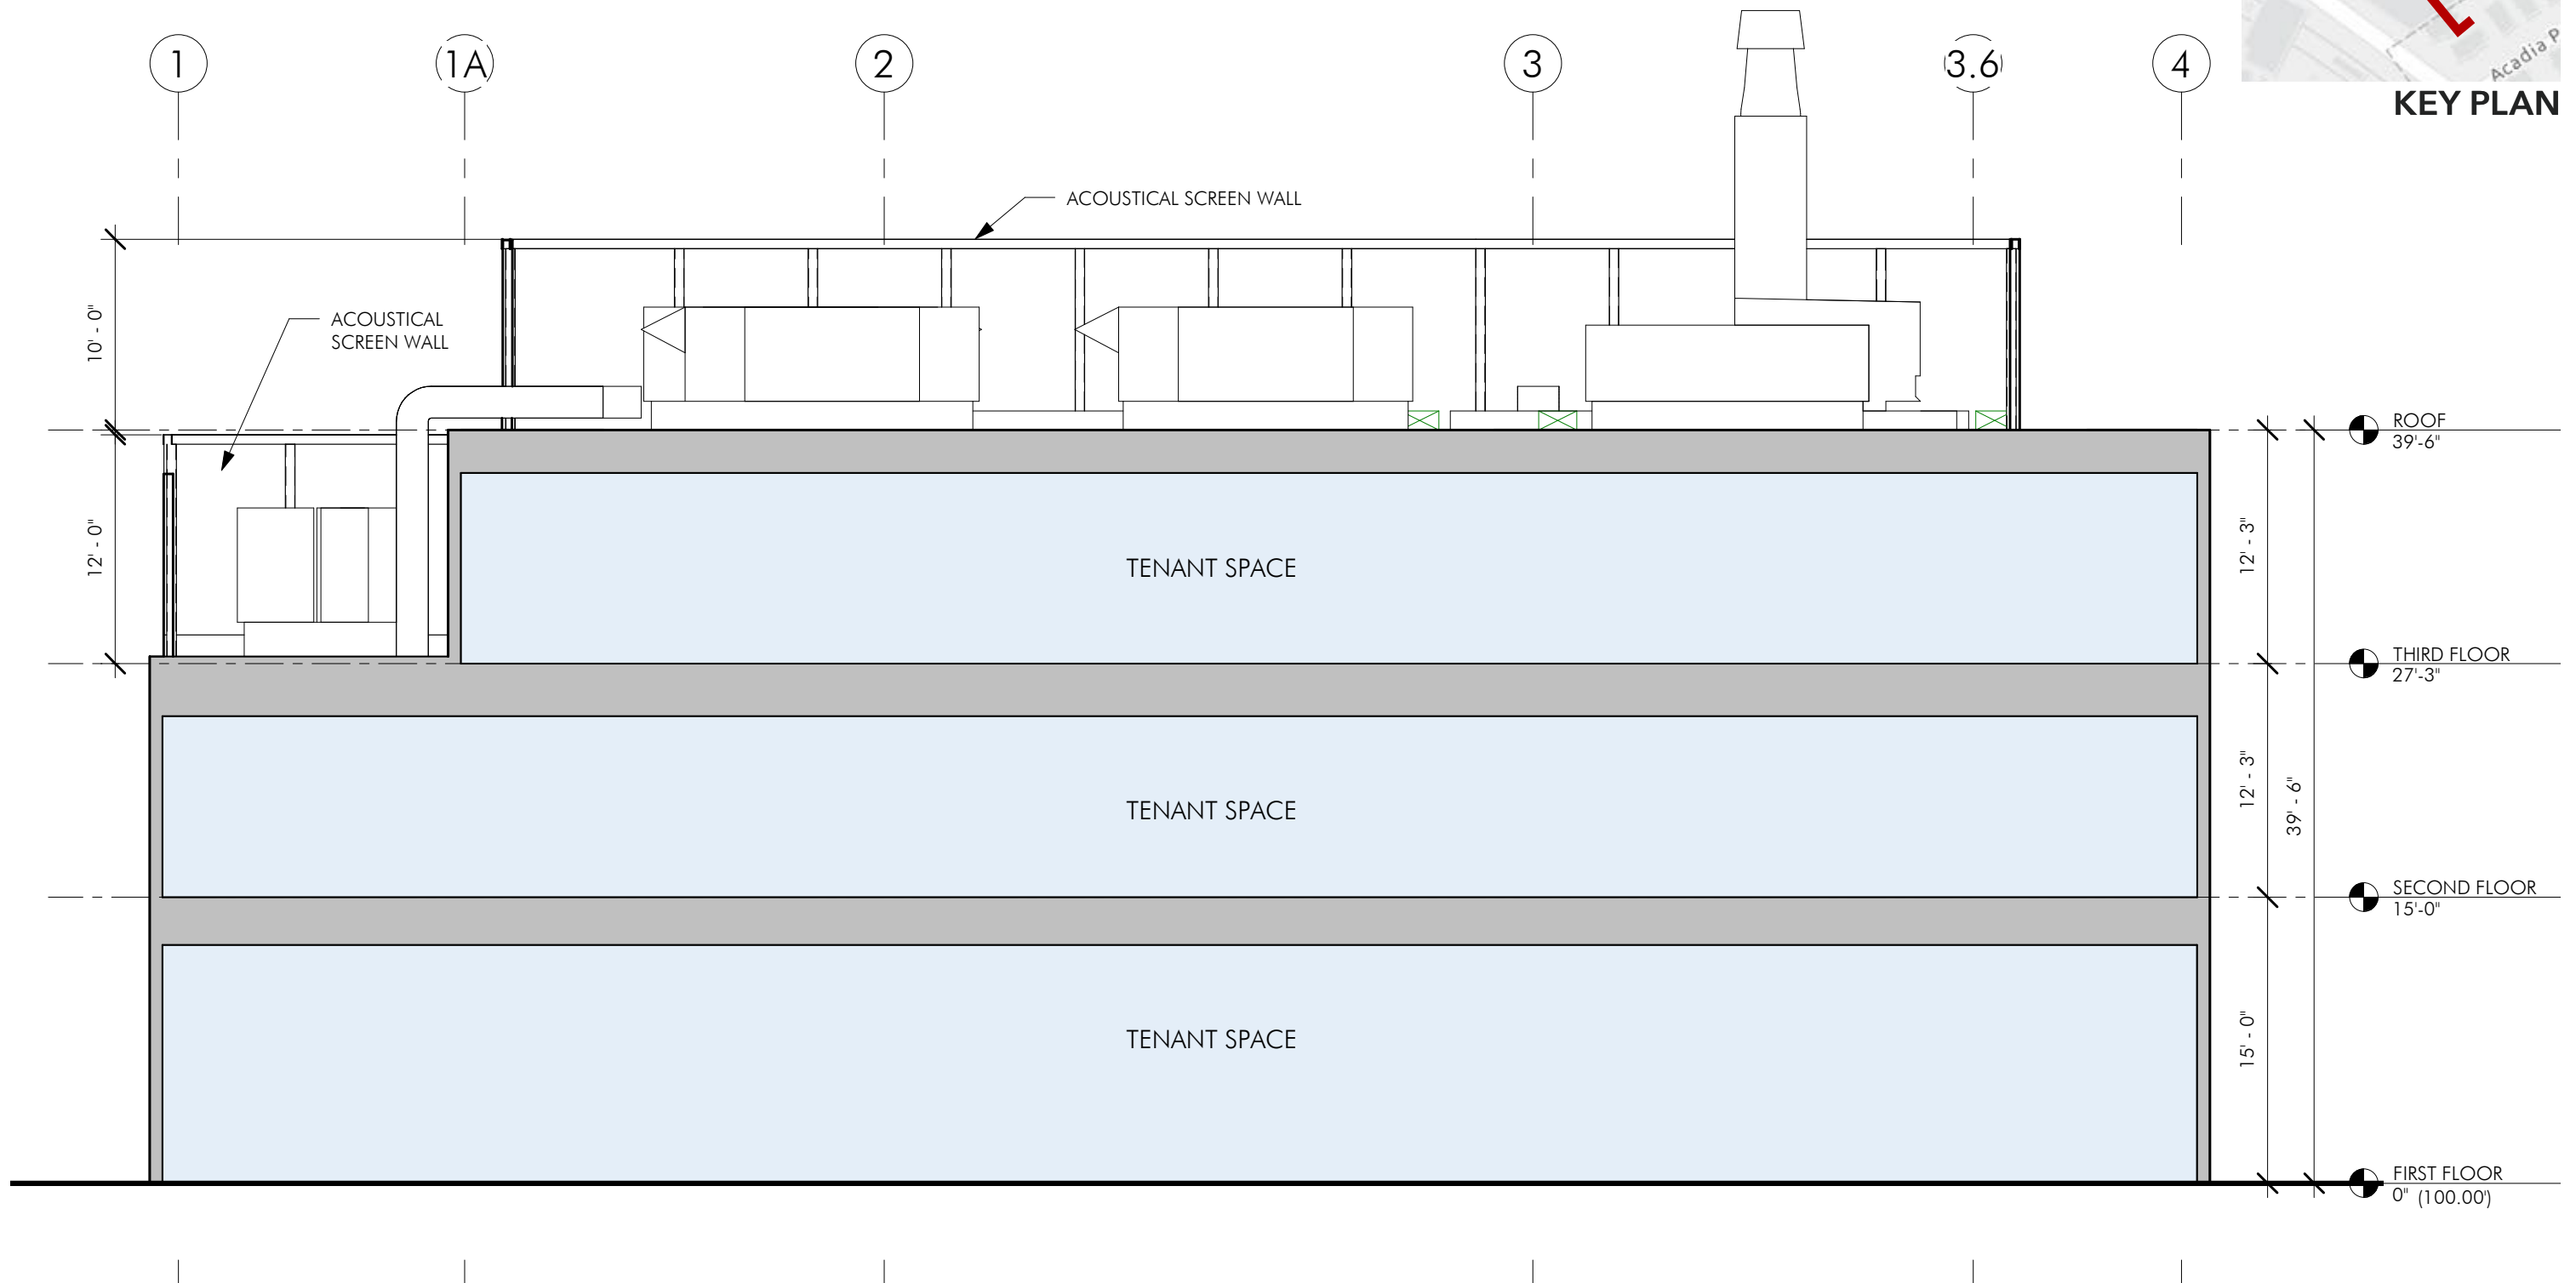 1
1A
2
3
3.6
4
Acadia P
KEY PLAN
ACOUSTICAL SCREEN WALL
10' - 0"
ACOUSTICAL
SCREEN WALL
ROOF
39'-6"
12' - 0"
TENANT SPACE
12' - 3"
THIRD FLOOR
27'-3"
TENANT SPACE
12' - 3"
39' - 6"
SECOND FLOOR
15'-0"
TENANT SPACE
15' - 0"
FIRST FLOOR
0" (100.00')